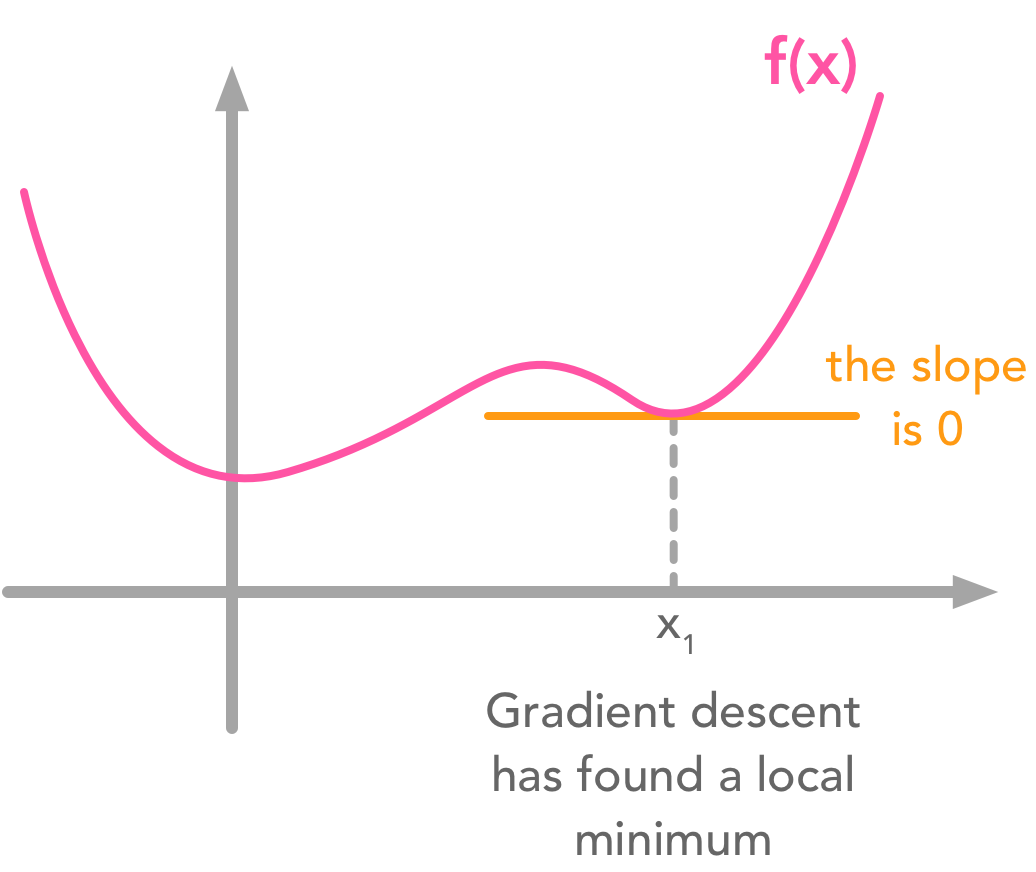 f(x)
the slope
is 0
x₁
Gradient descent
has found a local
minimum